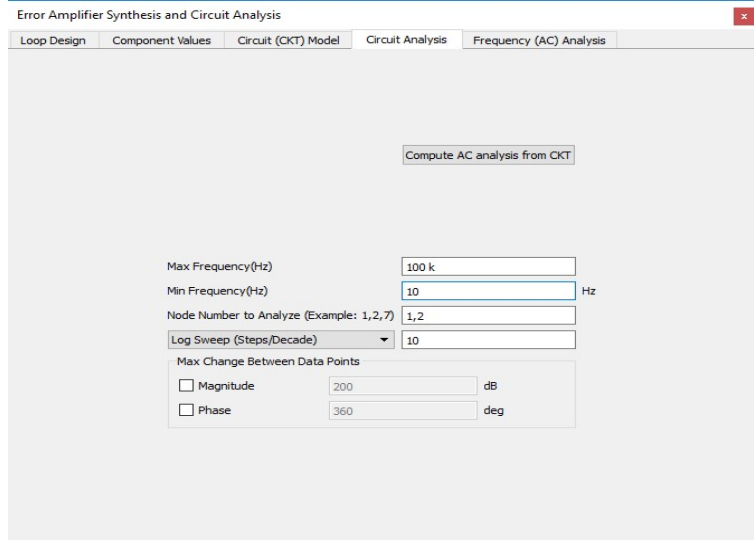 Error Amplifier Synthesis and Circuit Analysis
x
Loop Design Component Values Circuit (CKT) Model Circuit Analysis Frequency (AC) Analysis
Compute AC analysis from CKT
Max Frequency(Hz) 100 k
Min Frequency(Hz) 10 Hz
Node Number to Analyze (Example: 1,2,7) 1,2
Log Sweep (Steps/Decade) 10
Max Change Between Data Points
Magnitude 200 dB
Phase 360 deg